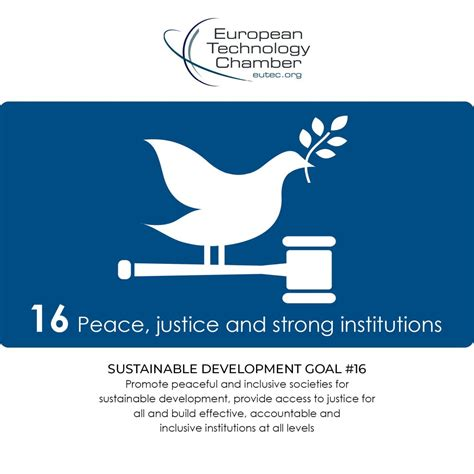 European
Technology
Chamber
eutec.org
16 Peace, justice and strong institutions
SUSTAINABLE DEVELOPMENT GOAL #16
Promote peaceful and inclusive societies for
sustainable development, provide access to justice for
all and build effective, accountable and
inclusive institutions at all levels